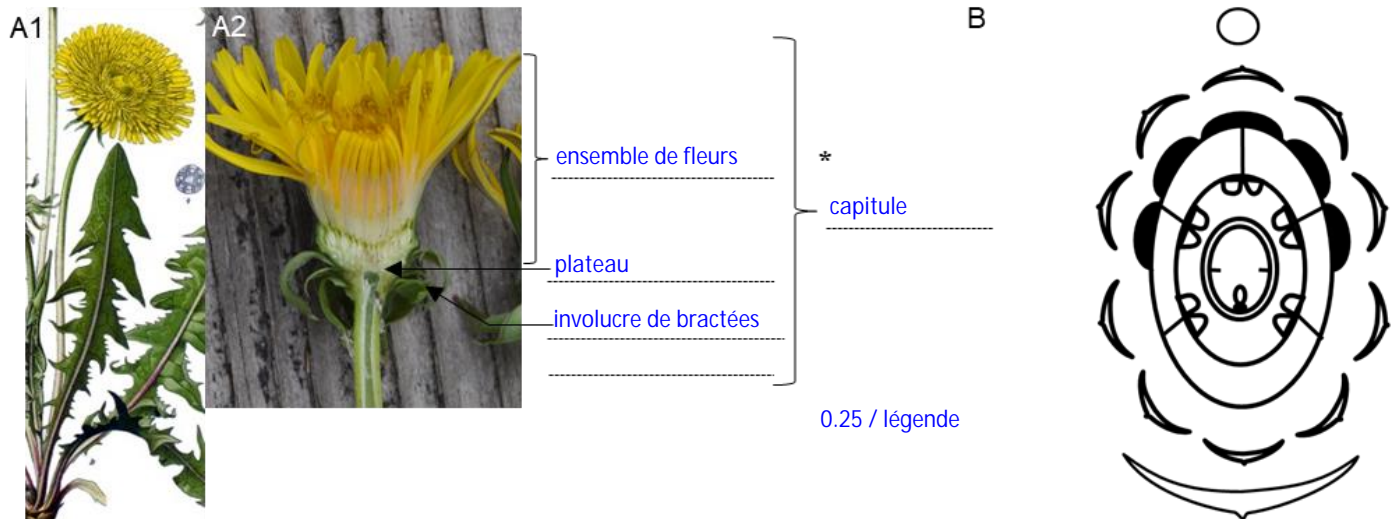 A1
A2
B
ensemble de fleurs
*
capitule
plateau
involucre de bractées
0.25 / légende